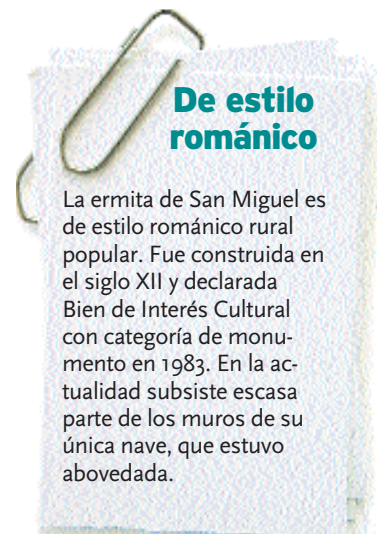 De estilo
románico
La ermita de San Miguel es
de estilo románico rural
popular. Fue construida en
el siglo XII y declarada
Bien de Interés Cultural
con categoría de monu-
mento en 1983. En la ac-
tualidad subsiste escasa
parte de los muros de su
única nave, que estuvo
abovedada.